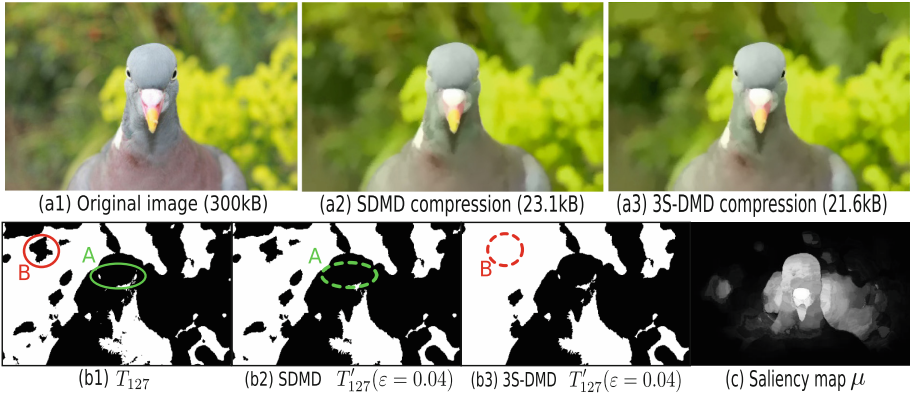 (a1) Original image (300kB) (a2) SDMD compression (23.1kB) (a3) 3S-DMD compression (21.6kB)
A A
B B
(b1) T₁₂₇ (b2) SDMD T′₁₂₇(ε = 0.04) (b3) 3S-DMD T′₁₂₇(ε = 0.04) (c) Saliency map μ